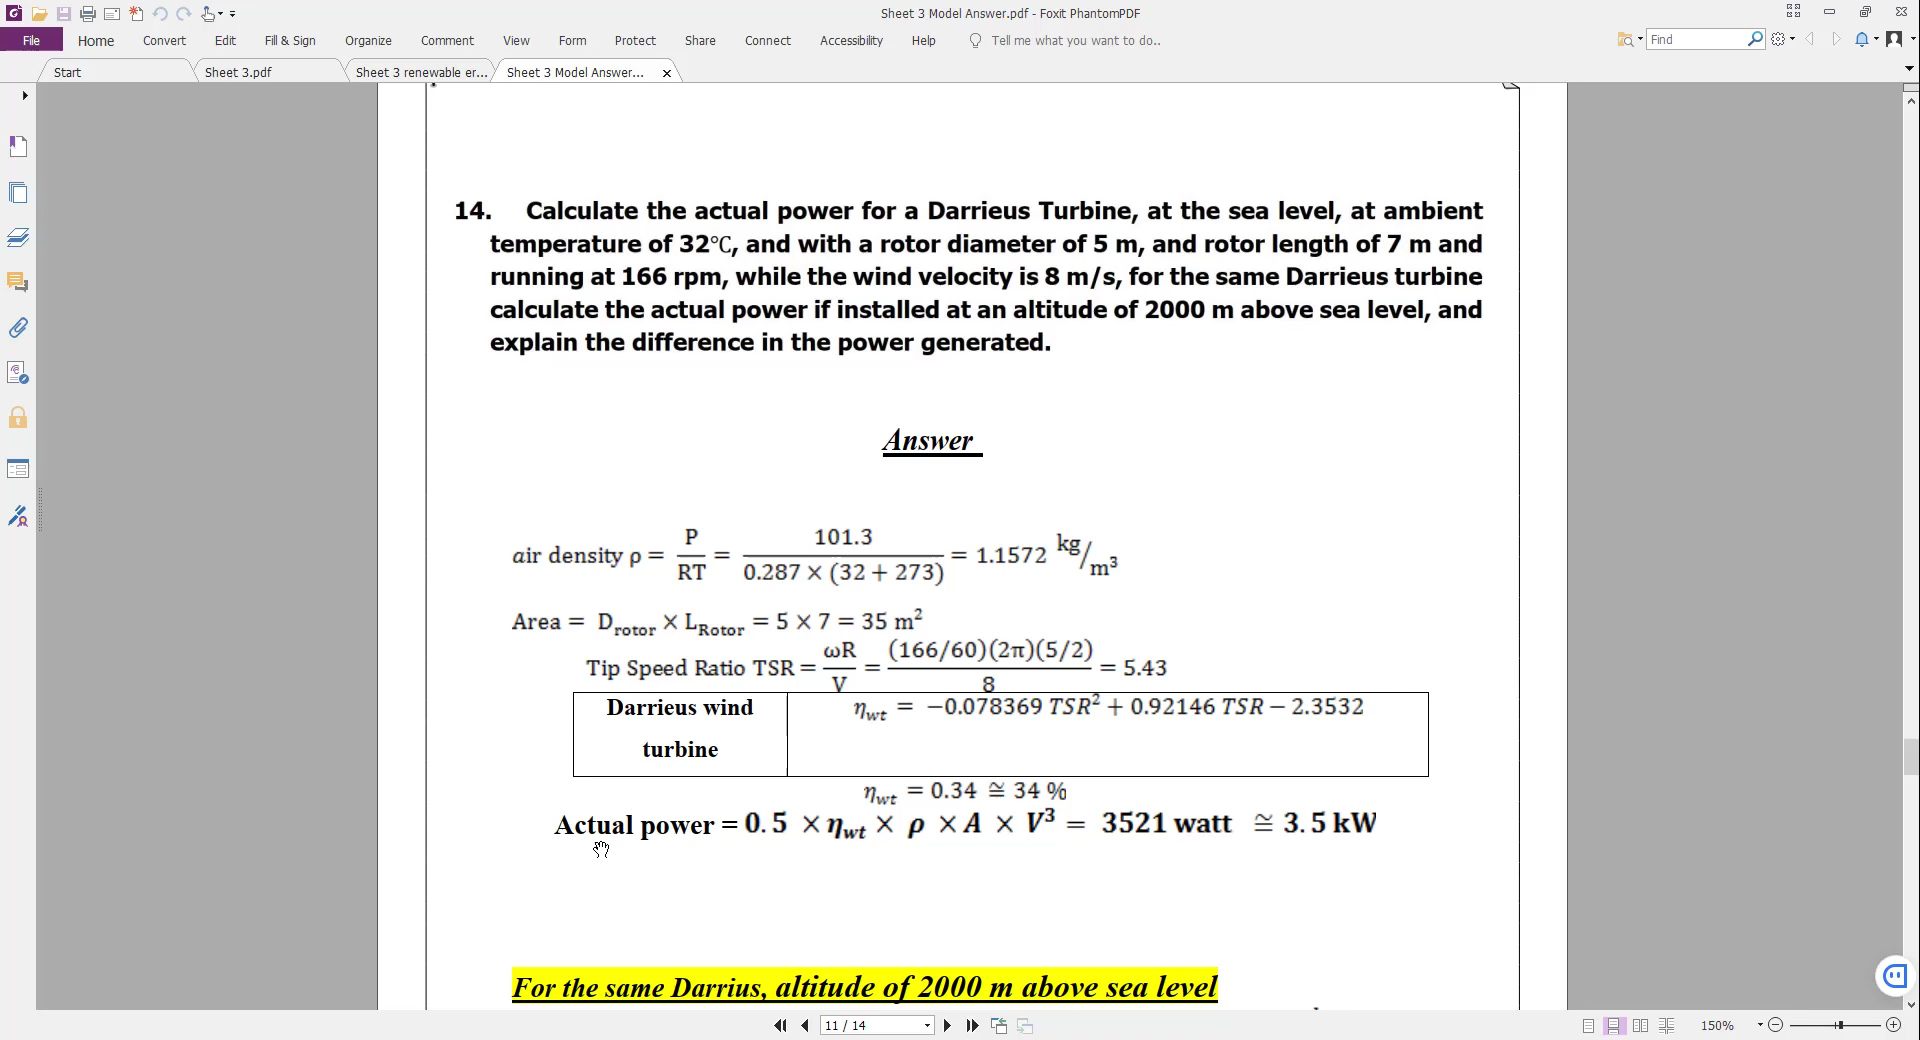 Sheet 3 Model Answer.pdf - Foxit PhantomPDF
File Home Convert Edit Fill & Sign Organize Comment View Form Protect Share Connect Accessibility Help Tell me what you want to do.. Find
Start Sheet 3.pdf Sheet 3 renewable er... Sheet 3 Model Answer...
14. Calculate the actual power for a Darrieus Turbine, at the sea level, at ambient
temperature of 32℃, and with a rotor diameter of 5 m, and rotor length of 7 m and
running at 166 rpm, while the wind velocity is 8 m/s, for the same Darrieus turbine
calculate the actual power if installed at an altitude of 2000 m above sea level, and
explain the difference in the power generated.
Answer
air density ρ = P/RT = 101.3/(0.287 × (32 + 273)) = 1.1572 kg/m³
Area = D_rotor × L_Rotor = 5 × 7 = 35 m²
Tip Speed Ratio TSR = ωR/V = (166/60)(2π)(5/2)/8 = 5.43
Darrieus wind turbine
η_wt = −0.078369 TSR² + 0.92146 TSR − 2.3532
η_wt = 0.34 ≅ 34 %
Actual power = 0.5 × η_wt × ρ × A × V³ = 3521 watt ≅ 3.5 kW
For the same Darrius, altitude of 2000 m above sea level
11 / 14
150%